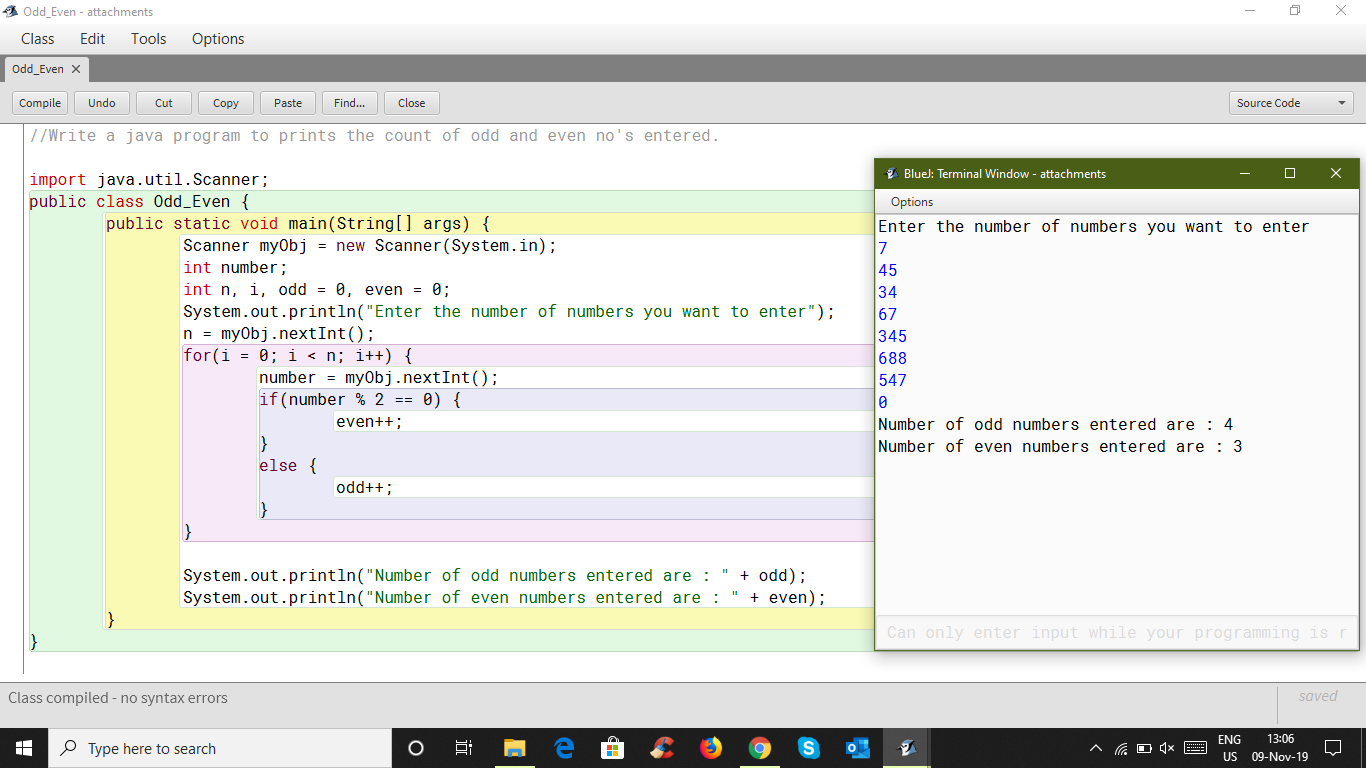 Odd_Even - attachments
Class Edit Tools Options
Odd_Even
Compile Undo Cut Copy Paste Find... Close Source Code
//Write a java program to prints the count of odd and even no's entered.
import java.util.Scanner;
public class Odd_Even {
public static void main(String[] args) {
Scanner myObj = new Scanner(System.in);
int number;
int n, i, odd = 0, even = 0;
System.out.println("Enter the number of numbers you want to enter");
n = myObj.nextInt();
for(i = 0; i < n; i++) {
number = myObj.nextInt();
if(number % 2 == 0) {
even++;
}
else {
odd++;
}
}
System.out.println("Number of odd numbers entered are : " + odd);
System.out.println("Number of even numbers entered are : " + even);
}
}
BlueJ: Terminal Window - attachments
Options
Enter the number of numbers you want to enter
7
45
34
67
345
688
547
0
Number of odd numbers entered are : 4
Number of even numbers entered are : 3
Can only enter input while your programming is r
Class compiled - no syntax errors
saved
Type here to search
ENG
US
13:06
09-Nov-19